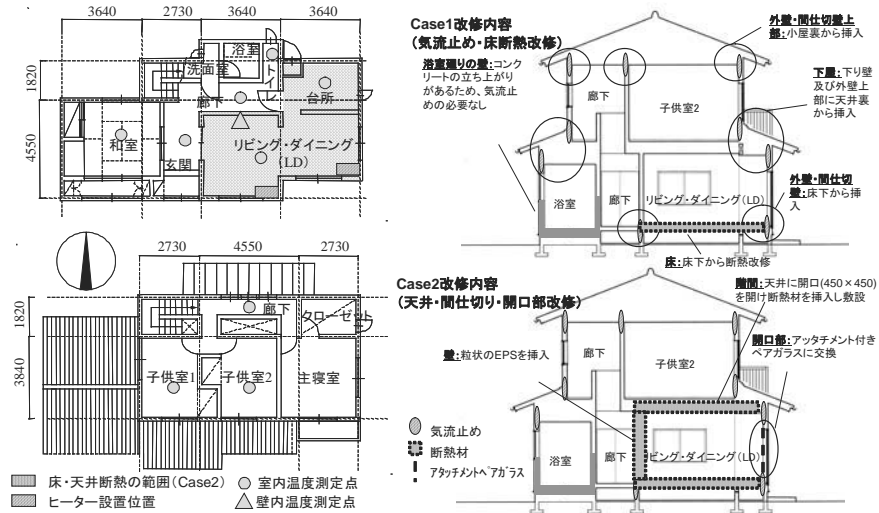 3640
2730
3640
3640
1820
4550
浴室
洗面室
トイレ
台所
廊下
和室
玄関
リビング・ダイニング
(LD)
2730
4550
2730
1820
3840
廊下
クローゼット
子供室1
子供室2
主寝室
床・天井断熱の範囲(Case2)
室内温度測定点
ヒーター設置位置
壁内温度測定点
Case1改修内容
(気流止め・床断熱改修)
浴室廻りの壁:コンク
リートの立ち上がり
があるため、気流止
めの必要なし
外壁・間仕切壁上
部:小屋裏から挿入
下屋:下り壁
及び外壁上
部に天井裏
から挿入
外壁・間仕切
壁:床下から挿
入
廊下
子供室2
浴室
廊下
リビング・ダイニング(LD)
床:床下から断熱改修
Case2改修内容
(天井・間仕切り・開口部改修)
階間:天井に開口(450×450)
を開け断熱材を挿入し敷設
壁:粒状のEPSを挿入
開口部:アッタチメント付き
ペアガラスに交換
廊下
子供室2
浴室
廊下
ビング・ダイニング(LD)
気流止め
断熱材
アタッチメントペアガラス